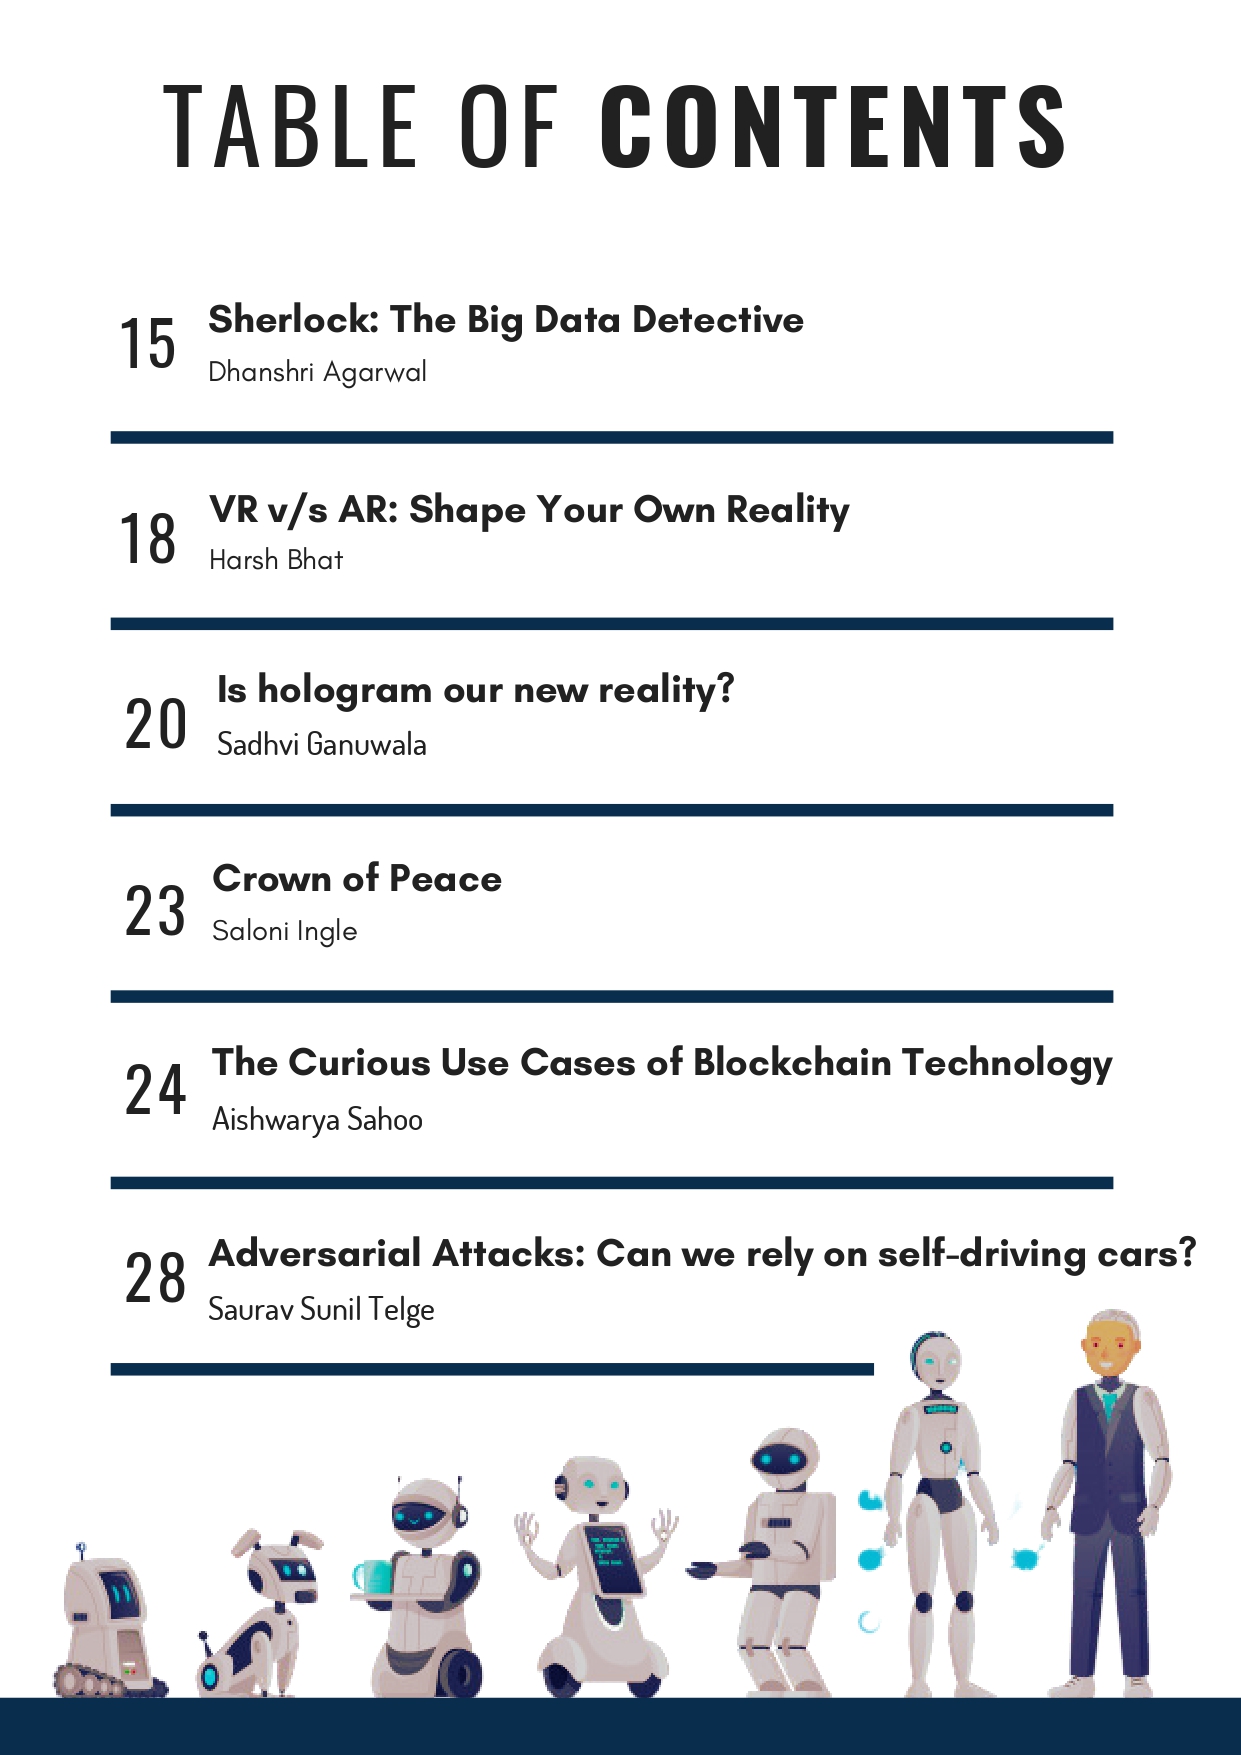 TABLE OF CONTENTS
15
Sherlock: The Big Data Detective
Dhanshri Agarwal
18
VR v/s AR: Shape Your Own Reality
Harsh Bhat
20
Is hologram our new reality?
Sadhvi Ganuwala
23
Crown of Peace
Saloni Ingle
24
The Curious Use Cases of Blockchain Technology
Aishwarya Sahoo
28
Adversarial Attacks: Can we rely on self-driving cars?
Saurav Sunil Telge